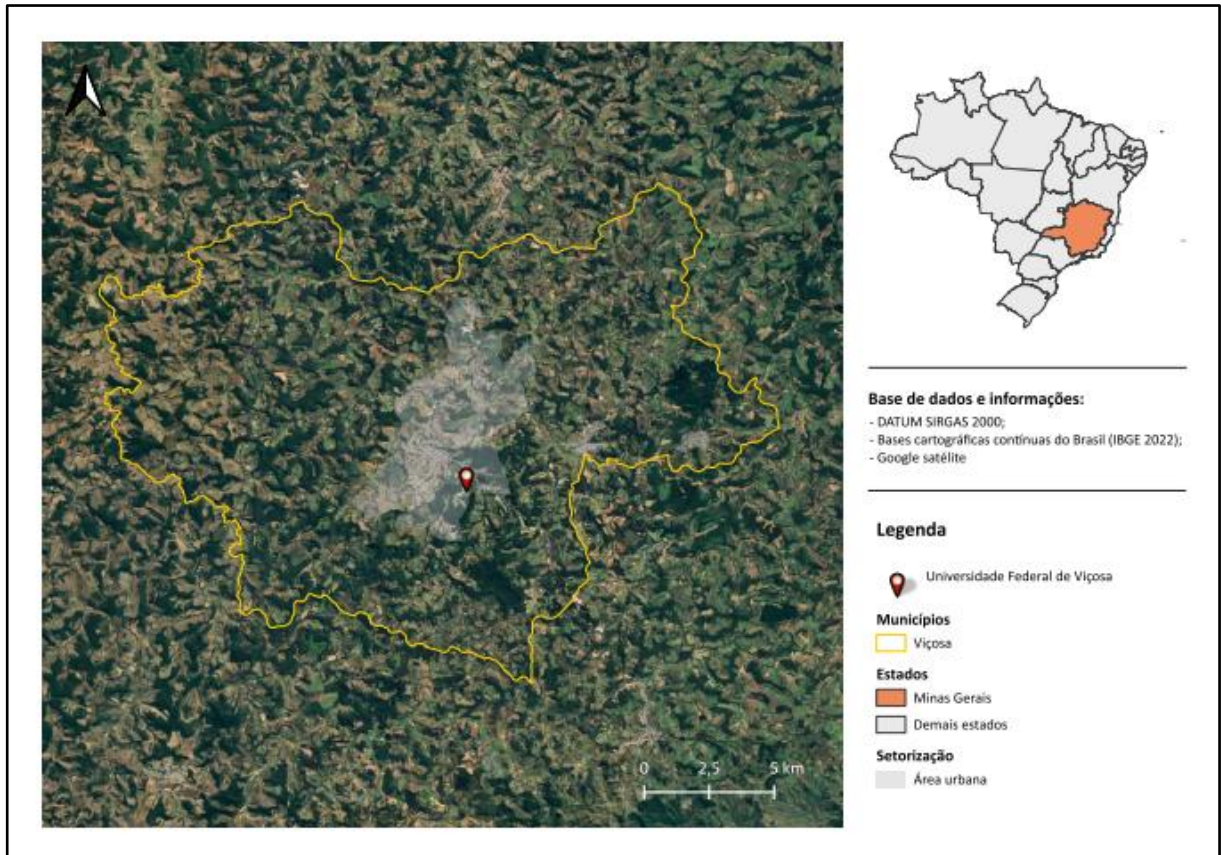 Base de dados e informações:
- DATUM SIRGAS 2000;
- Bases cartográficas contínuas do Brasil (IBGE 2022);
- Google satélite
Legenda
Universidade Federal de Viçosa
Municípios
Viçosa
Estados
Minas Gerais
Demais estados
Setorização
Área urbana
0 2,5 5 km